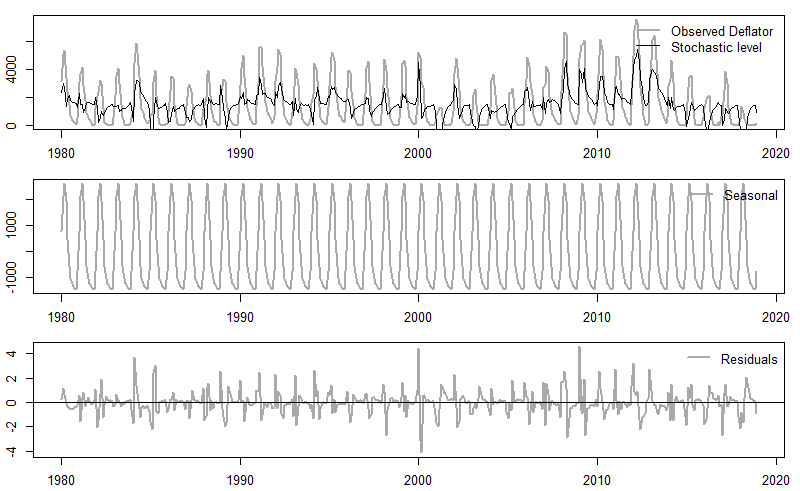 Observed Deflator
Stochastic level
0 4000
1980 1990 2000 2010 2020
Seasonal
-1000 1000
1980 1990 2000 2010 2020
Residuals
-4 -2 0 2 4
1980 1990 2000 2010 2020